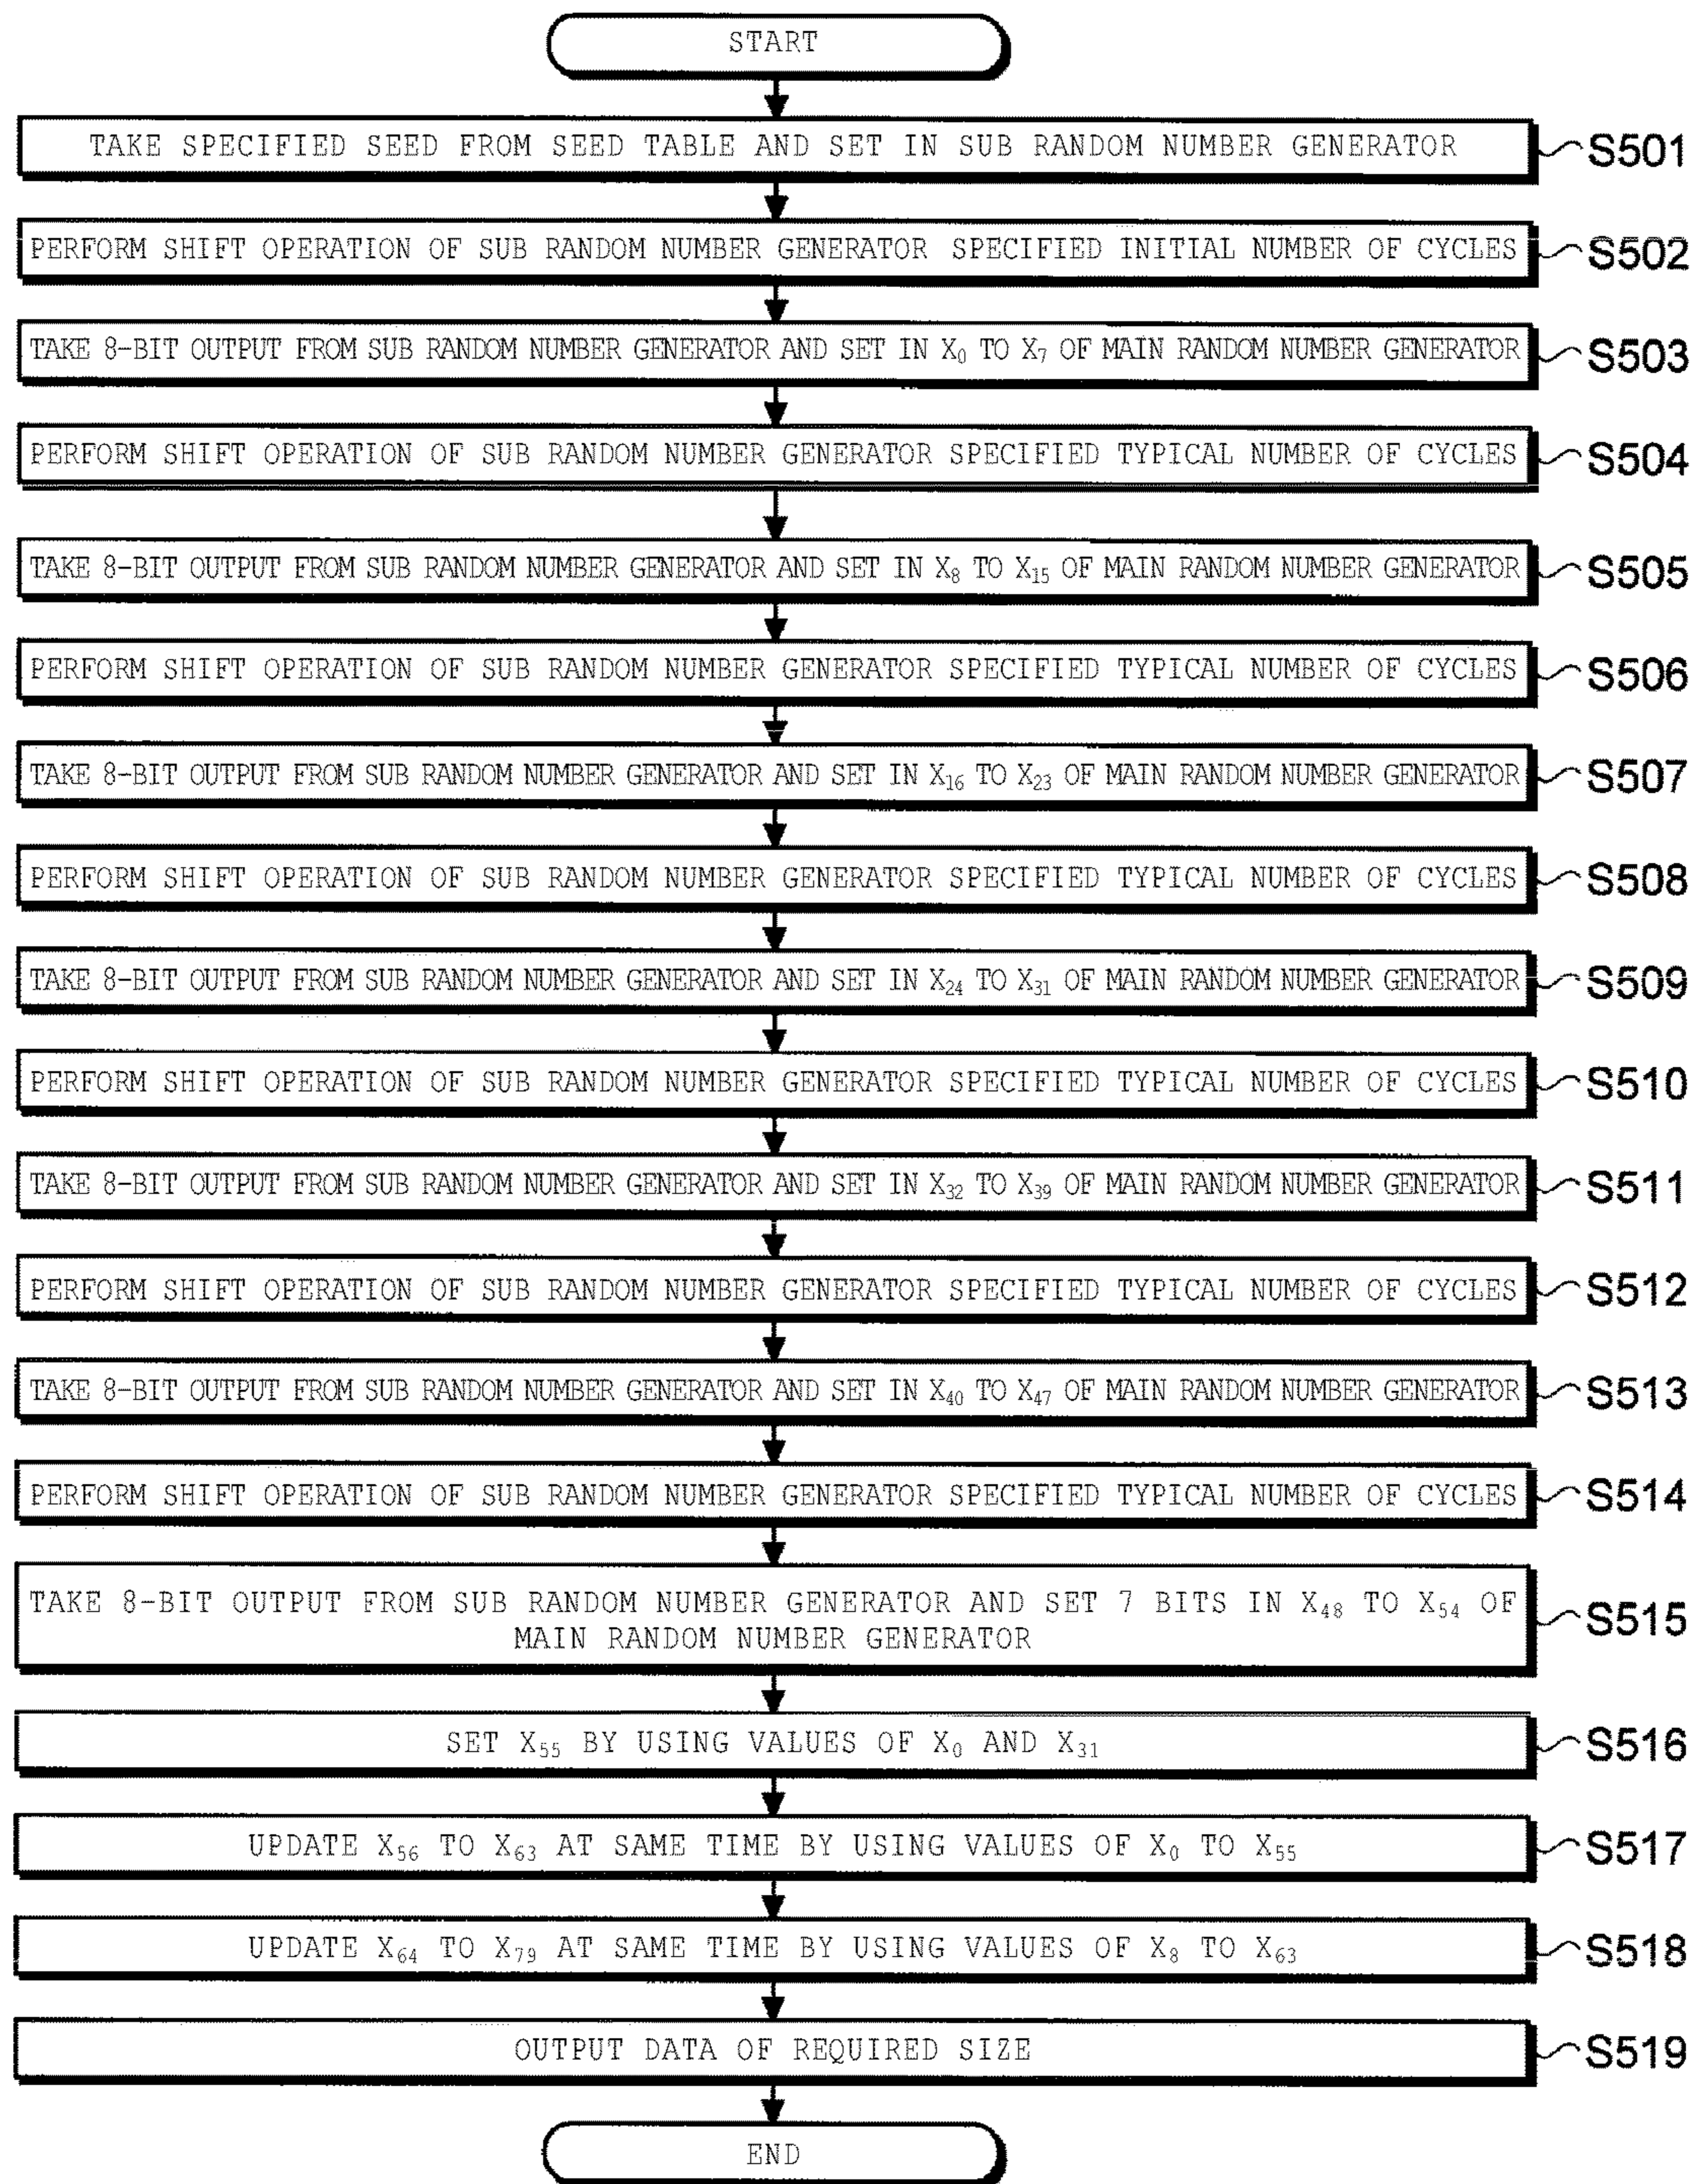 START
TAKE SPECIFIED SEED FROM SEED TABLE AND SET IN SUB RANDOM NUMBER GENERATOR
S501
PERFORM SHIFT OPERATION OF SUB RANDOM NUMBER GENERATOR SPECIFIED INITIAL NUMBER OF CYCLES
S502
TAKE 8-BIT OUTPUT FROM SUB RANDOM NUMBER GENERATOR AND SET IN X₀ TO X₇ OF MAIN RANDOM NUMBER GENERATOR
S503
PERFORM SHIFT OPERATION OF SUB RANDOM NUMBER GENERATOR SPECIFIED TYPICAL NUMBER OF CYCLES
S504
TAKE 8-BIT OUTPUT FROM SUB RANDOM NUMBER GENERATOR AND SET IN X₈ TO X₁₅ OF MAIN RANDOM NUMBER GENERATOR
S505
PERFORM SHIFT OPERATION OF SUB RANDOM NUMBER GENERATOR SPECIFIED TYPICAL NUMBER OF CYCLES
S506
TAKE 8-BIT OUTPUT FROM SUB RANDOM NUMBER GENERATOR AND SET IN X₁₆ TO X₂₃ OF MAIN RANDOM NUMBER GENERATOR
S507
PERFORM SHIFT OPERATION OF SUB RANDOM NUMBER GENERATOR SPECIFIED TYPICAL NUMBER OF CYCLES
S508
TAKE 8-BIT OUTPUT FROM SUB RANDOM NUMBER GENERATOR AND SET IN X₂₄ TO X₃₁ OF MAIN RANDOM NUMBER GENERATOR
S509
PERFORM SHIFT OPERATION OF SUB RANDOM NUMBER GENERATOR SPECIFIED TYPICAL NUMBER OF CYCLES
S510
TAKE 8-BIT OUTPUT FROM SUB RANDOM NUMBER GENERATOR AND SET IN X₃₂ TO X₃₉ OF MAIN RANDOM NUMBER GENERATOR
S511
PERFORM SHIFT OPERATION OF SUB RANDOM NUMBER GENERATOR SPECIFIED TYPICAL NUMBER OF CYCLES
S512
TAKE 8-BIT OUTPUT FROM SUB RANDOM NUMBER GENERATOR AND SET IN X₄₀ TO X₄₇ OF MAIN RANDOM NUMBER GENERATOR
S513
PERFORM SHIFT OPERATION OF SUB RANDOM NUMBER GENERATOR SPECIFIED TYPICAL NUMBER OF CYCLES
S514
TAKE 8-BIT OUTPUT FROM SUB RANDOM NUMBER GENERATOR AND SET 7 BITS IN X₄₈ TO X₅₄ OF
MAIN RANDOM NUMBER GENERATOR
S515
SET X₅₅ BY USING VALUES OF X₀ AND X₃₁
S516
UPDATE X₅₆ TO X₆₃ AT SAME TIME BY USING VALUES OF X₀ TO X₅₅
S517
UPDATE X₆₄ TO X₇₉ AT SAME TIME BY USING VALUES OF X₈ TO X₆₃
S518
OUTPUT DATA OF REQUIRED SIZE
S519
END